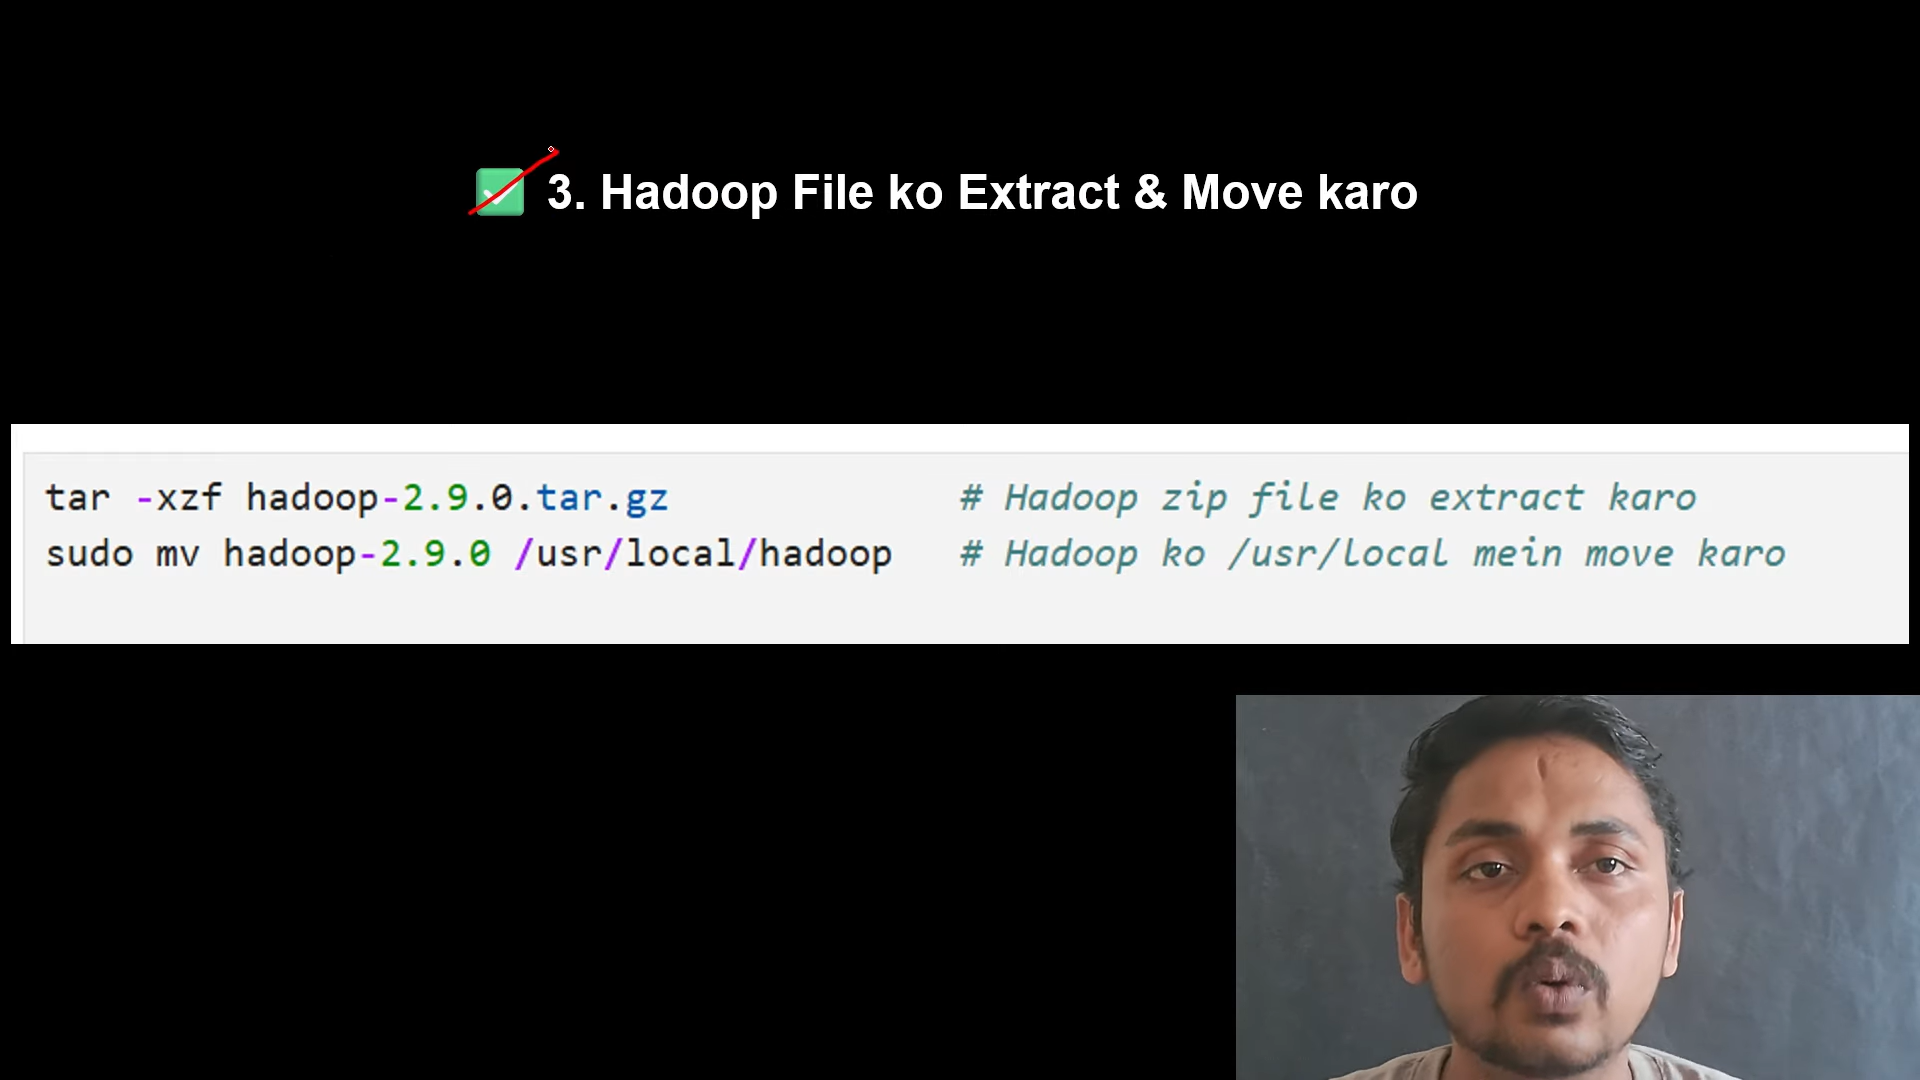 ✅ 3. Hadoop File ko Extract & Move karo
tar -xzf hadoop-2.9.0.tar.gz # Hadoop zip file ko extract karo
sudo mv hadoop-2.9.0 /usr/local/hadoop # Hadoop ko /usr/local mein move karo